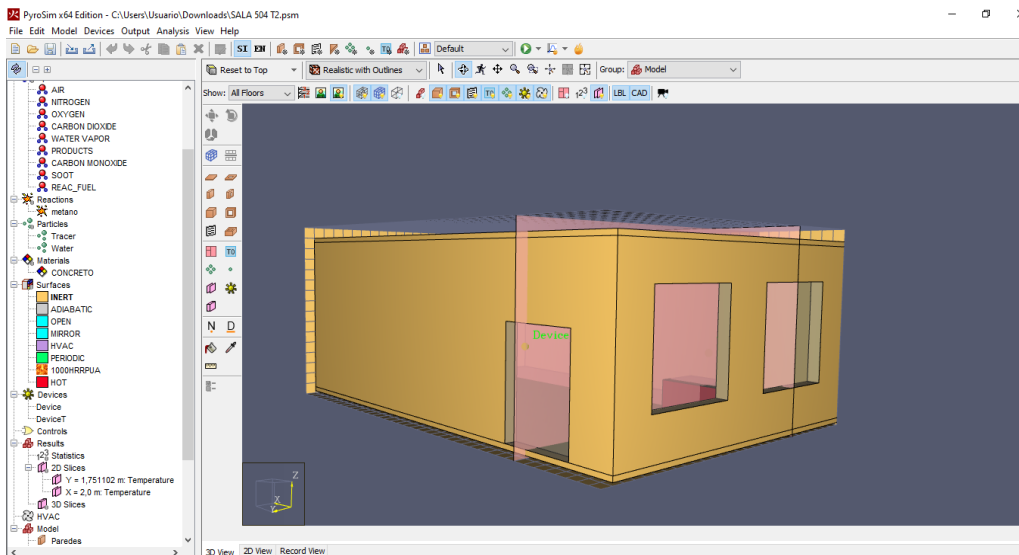 PyroSim x64 Edition - C:\Users\Usuario\Downloads\SALA 504 T2.psm
File Edit Model Devices Output Analysis View Help
SI EN Default
Reset to Top Realistic with Outlines Group: Model
Show: All Floors 123 LBL CAD
AIR
NITROGEN
OXYGEN
CARBON DIOXIDE
WATER VAPOR
PRODUCTS
CARBON MONOXIDE
SOOT
REAC_FUEL
Reactions
metano
Particles
Tracer
Water
Materials
CONCRETO
Surfaces
INERT
ADIABATIC
OPEN
MIRROR
HVAC
PERIODIC
1000HRRPUA
HOT
Devices
Device
DeviceT
Controls
Results
Statistics
2D Slices
Y = 1,751102 m: Temperature
X = 2,0 m: Temperature
3D Slices
HVAC
Model
Paredes
N D
Device
Z
X
Y
3D View 2D View Record View